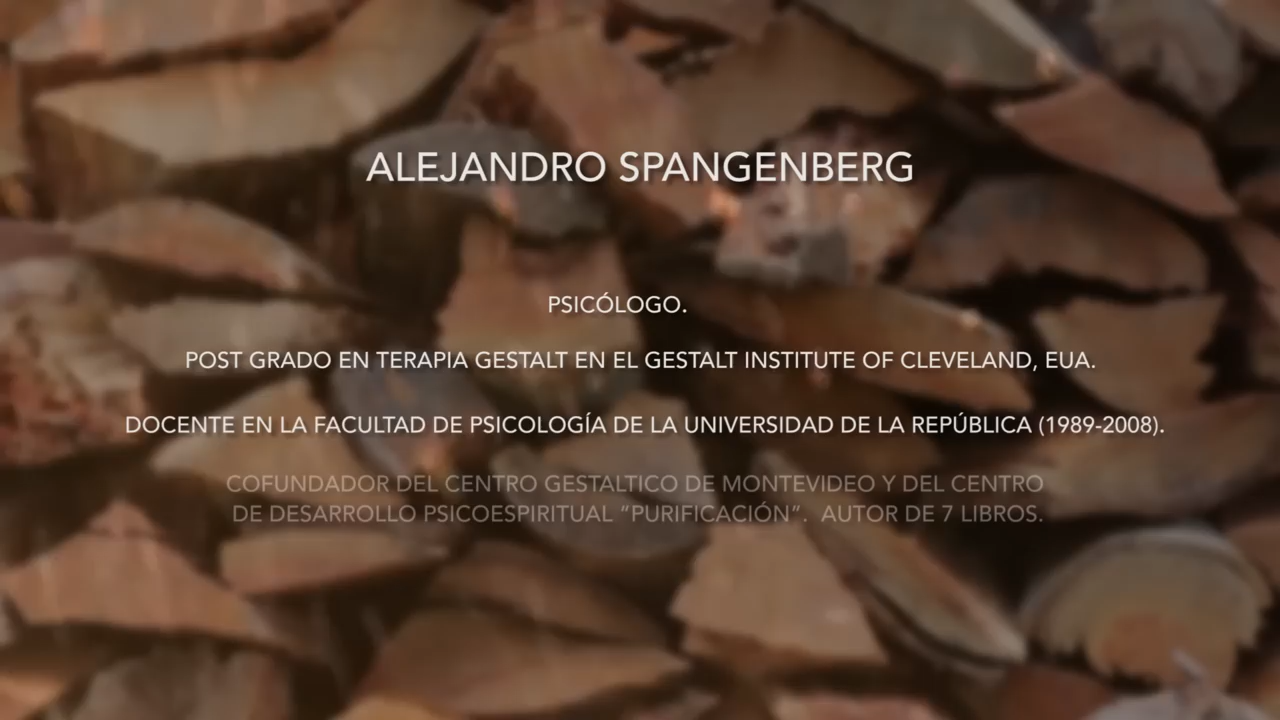 ALEJANDRO SPANGENBERG
PSICÓLOGO.
POST GRADO EN TERAPIA GESTALT EN EL GESTALT INSTITUTE OF CLEVELAND, EUA.
DOCENTE EN LA FACULTAD DE PSICOLOGÍA DE LA UNIVERSIDAD DE LA REPÚBLICA (1989-2008).
COFUNDADOR DEL CENTRO GESTALTICO DE MONTEVIDEO Y DEL CENTRO
DE DESARROLLO PSICOESPIRITUAL “PURIFICACIÓN”. AUTOR DE 7 LIBROS.